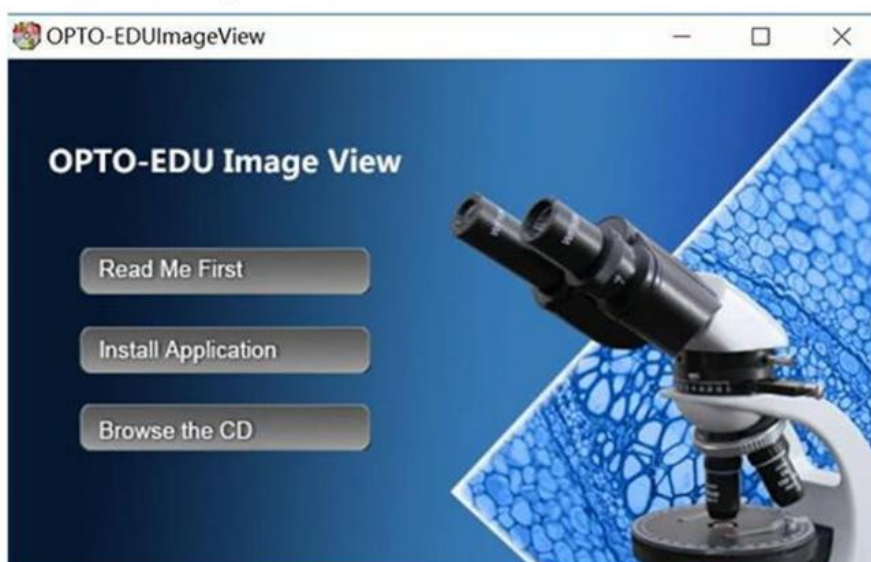 OPTO-EDUImageView
OPTO-EDU Image View
Read Me First
Install Application
Browse the CD